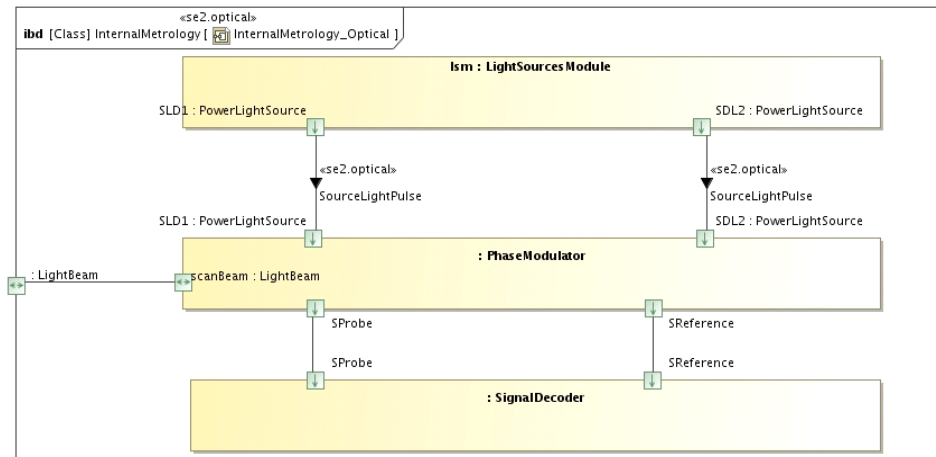 «se2.optical»
ibd [Class] InternalMetrology [ InternalMetrology_Optical ]
lsm : LightSourcesModule
SLD1 : PowerLightSource
SDL2 : PowerLightSource
«se2.optical»
«se2.optical»
SourceLightPulse
SourceLightPulse
SLD1 : PowerLightSource
SDL2 : PowerLightSource
: PhaseModulator
: LightBeam
scanBeam : LightBeam
SProbe
SReference
SProbe
SReference
: SignalDecoder